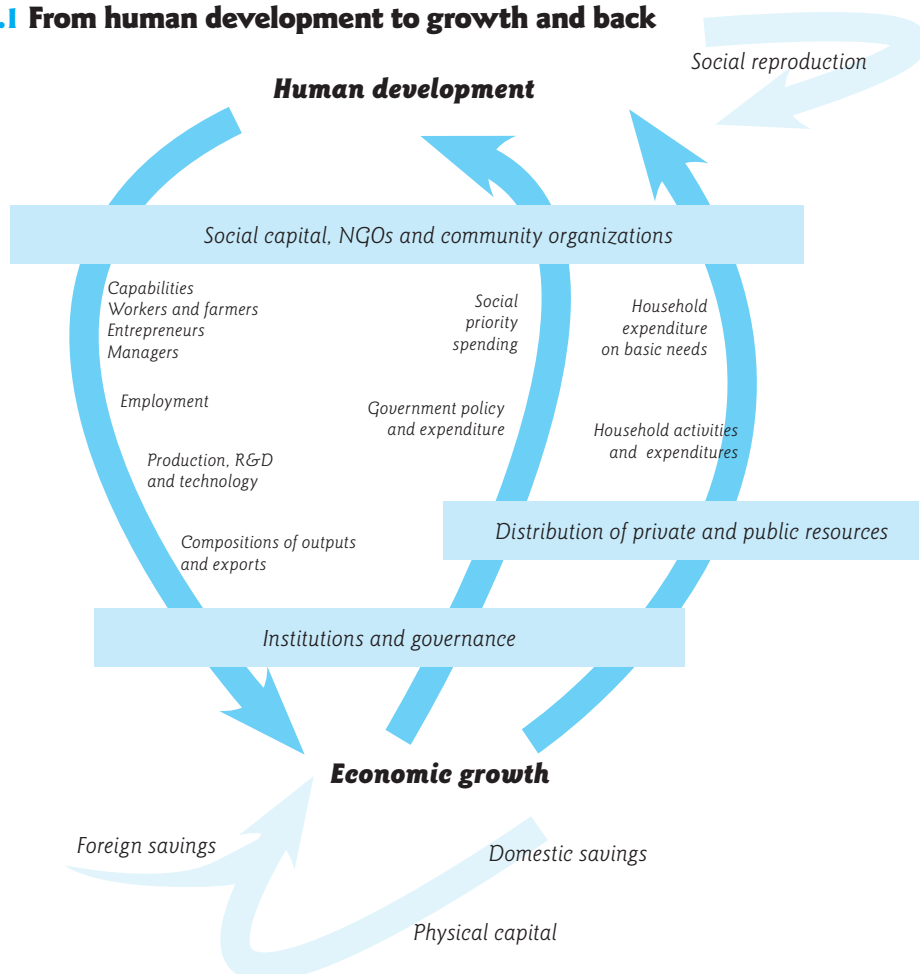 .1 From human development to growth and back
Social reproduction
Human development
Social capital, NGOs and community organizations
Capabilities
Workers and farmers
Entrepreneurs
Managers
Social
priority
spending
Household
expenditure
on basic needs
Employment
Government policy
and expenditure
Household activities
and expenditures
Production, R&D
and technology
Distribution of private and public resources
Compositions of outputs
and exports
Institutions and governance
Economic growth
Foreign savings
Domestic savings
Physical capital